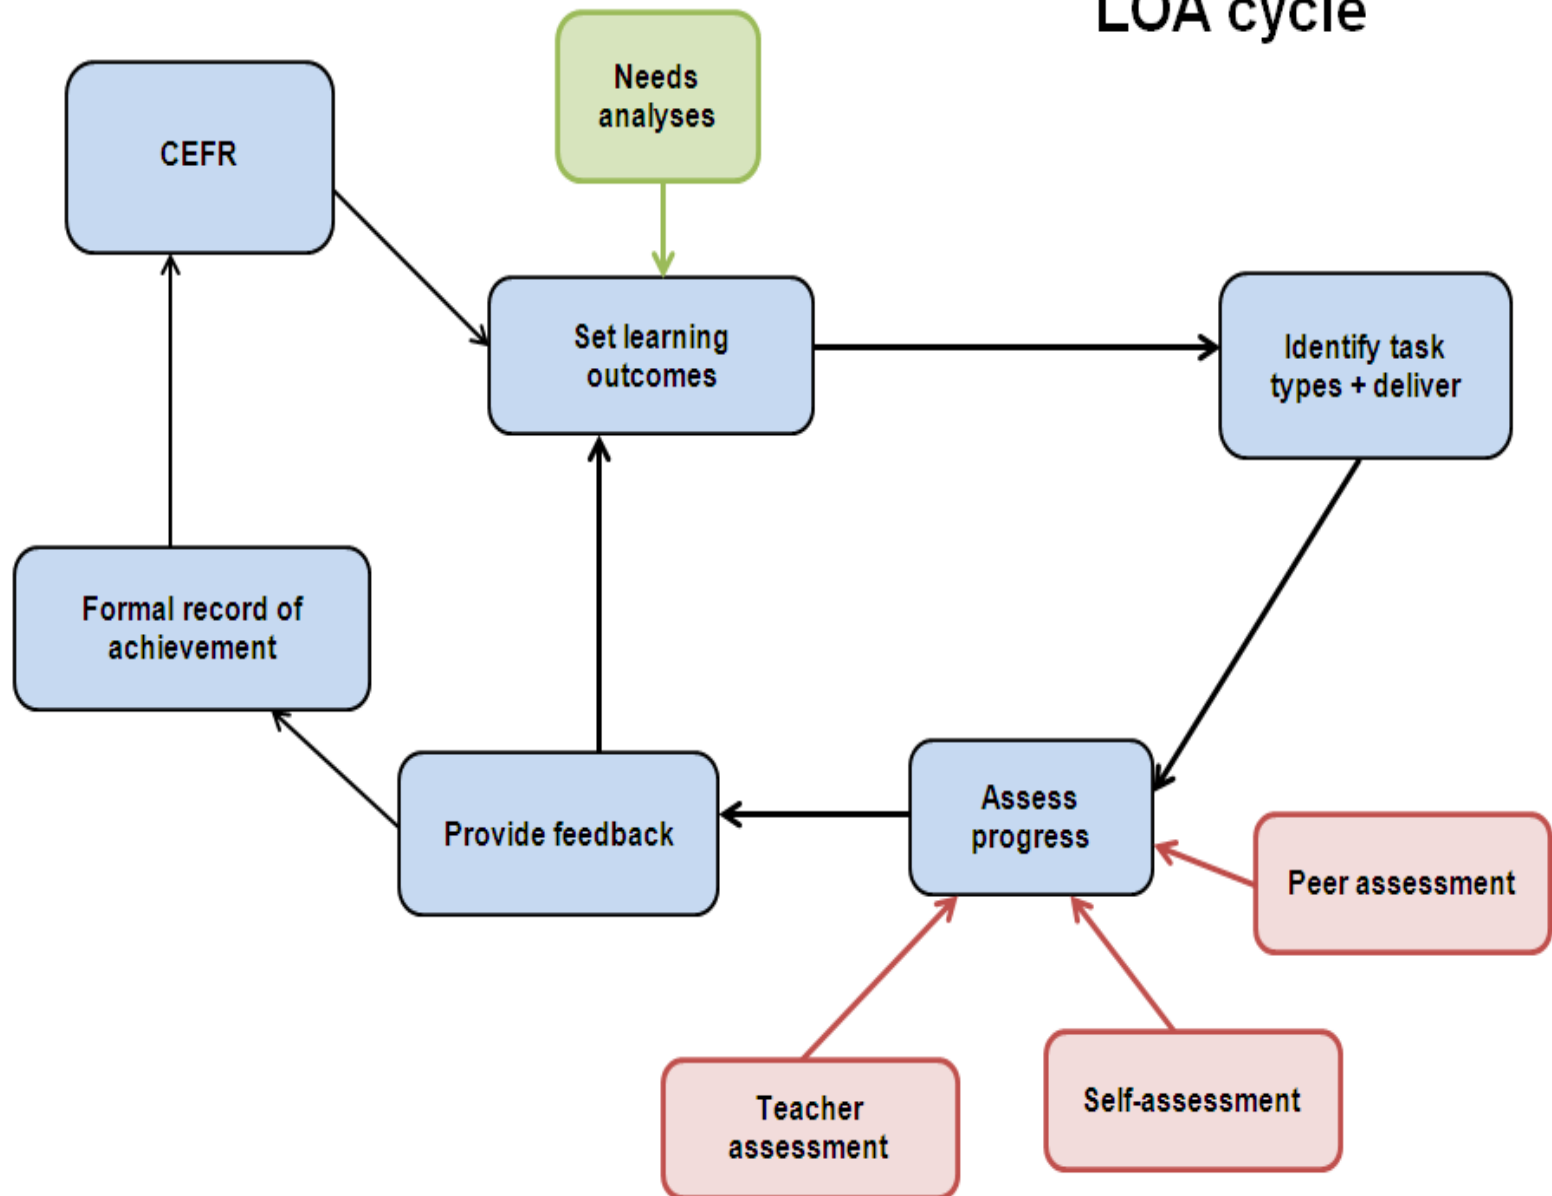 LOA cycle
Needs
analyses
CEFR
Set learning
outcomes
Identify task
types + deliver
Formal record of
achievement
Provide feedback
Assess
progress
Peer assessment
Teacher
assessment
Self-assessment